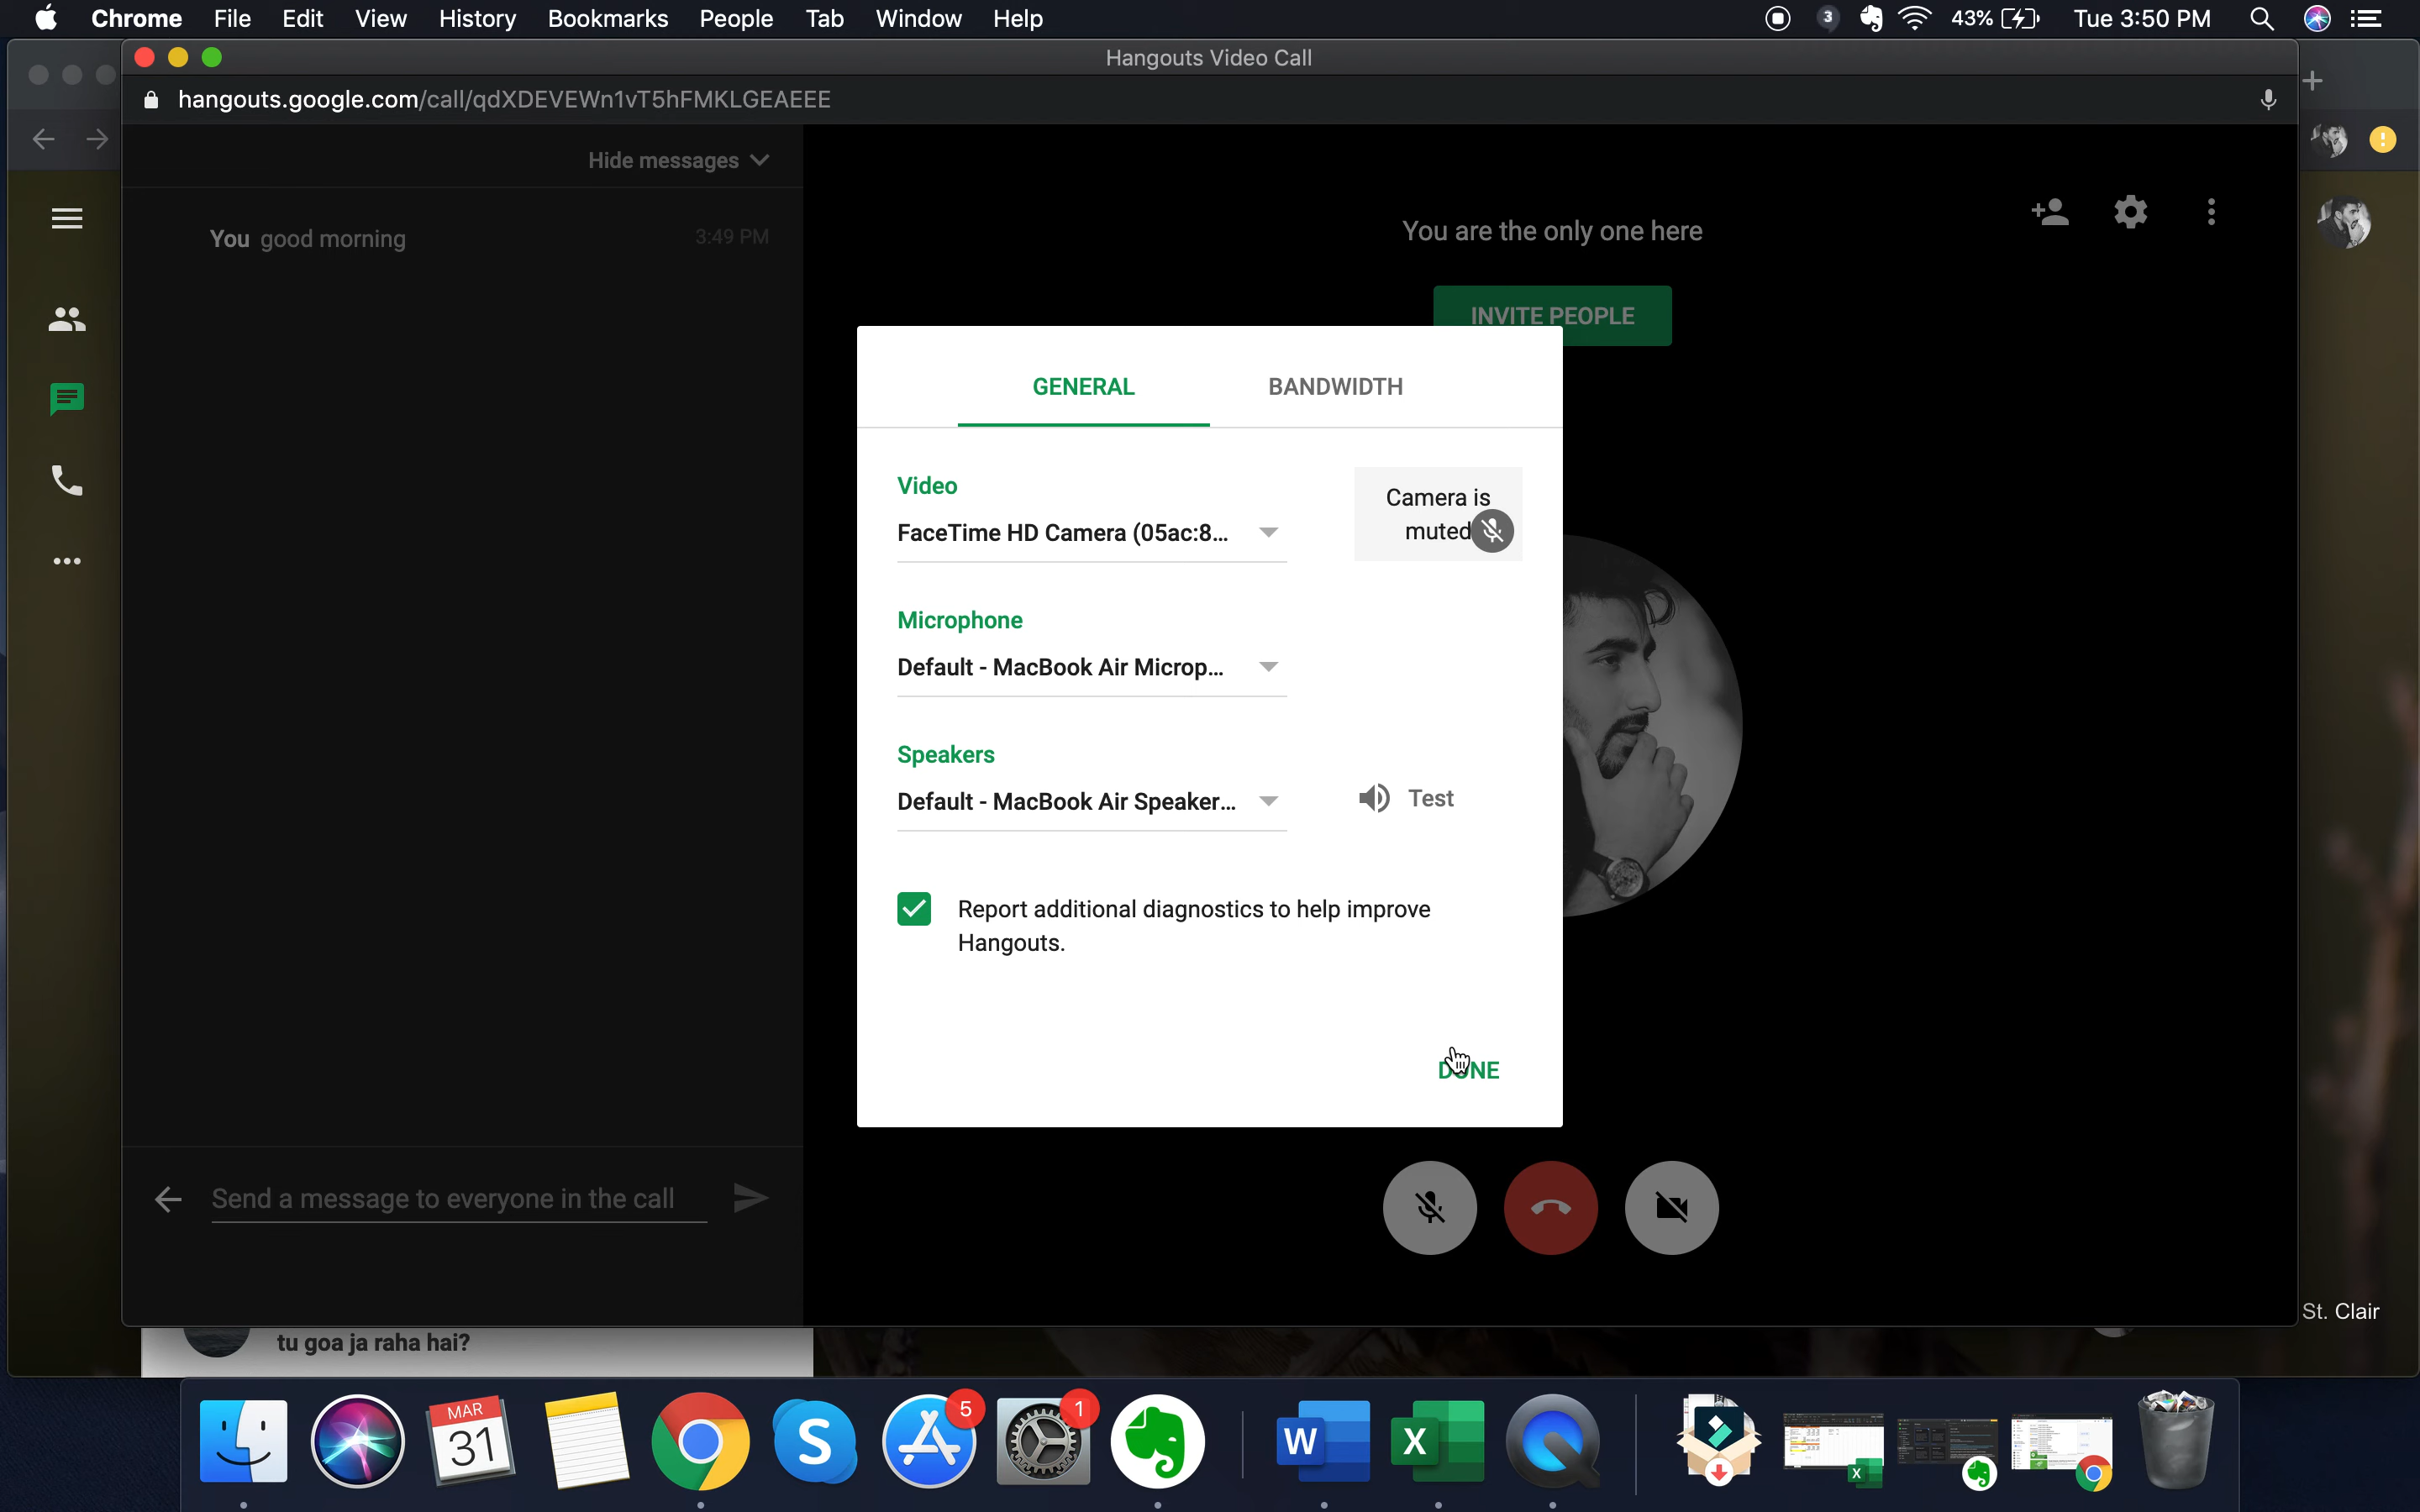 Chrome File Edit View History Bookmarks People Tab Window Help
3 43% Tue 3:50 PM
Hangouts Video Call
hangouts.google.com/call/qdXDEVEWn1vT5hFMKLGEAEEE
Hide messages
You good morning 3:49 PM
You are the only one here
INVITE PEOPLE
GENERAL BANDWIDTH
Video
FaceTime HD Camera (05ac:8...
Camera is
muted
Microphone
Default - MacBook Air Microp...
Speakers
Default - MacBook Air Speaker...
Test
Report additional diagnostics to help improve
Hangouts.
DONE
Send a message to everyone in the call
St. Clair
tu goa ja raha hai?
MAR
31
S
5
1
W
X
X